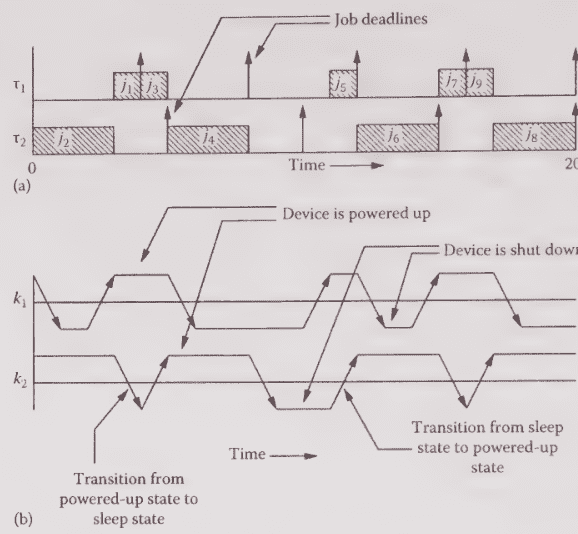 Job deadlines
τ1
j1
j3
j5
j7
j9
τ2
j2
j4
j6
j8
0
Time
20
(a)
Device is powered up
Device is shut down
k1
k2
Transition from
powered-up state to
sleep state
Time
Transition from sleep
state to powered-up
state
(b)